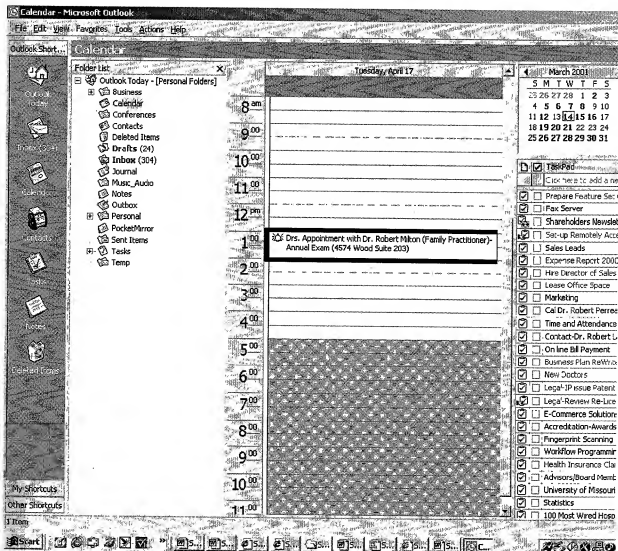 Calendar - Microsoft Outlook
File Edit View Favorites Tools Actions Help
Outlook Short... Calendar
Folder List
Outlook Today - [Personal Folders]
Business
Calendar
Conferences
Contacts
Deleted Items
Drafts (24)
Inbox (304)
Journal
Music_Audio
Notes
Outbox
Personal
PocketMirror
Sent Items
Tasks
Temp
Outlook
Today
Calendar
Contacts
Tasks
Notes
Deleted Items
My Shortcuts
Other Shortcuts
1 Item
Tuesday, April 17
8 am
9 00
10 00
11 00
12 pm
1 00
Drs. Appointment with Dr. Robert Milton (Family Practitioner)-
Annual Exam (4574 Wood Suite 203)
2 00
3 00
4 00
5 00
6 00
7 00
8 00
9 00
10 00
11 00
March 2001
S M T W T F S
25 26 27 28 1 2 3
4 5 6 7 8 9 10
11 12 13 14 15 16 17
18 19 20 21 22 23 24
25 26 27 28 29 30 31
TaskPad
Click here to add a ne
Prepare Feature Set
Fax Server
Shareholders Newslet
Set-up Remotely Acce
Sales Leads
Expense Report 2000
Hire Director of Sales
Lease Office Space
Marketing
Cal Dr. Robert Perrea
Time and Attendance
Contact-Dr. Robert L
On line Bill Payment
Business Plan ReWrit
New Doctors
Legal-IP issue Patent
Legal-Review Re-Lice
E-Commerce Solution
Accreditation-Awards
Fingerprint Scanning
Workflow Programmir
Health Insurance Clai
Advisors/Board Memb
University of Missouri
Statistics
100 Most Wired Hosp
Start